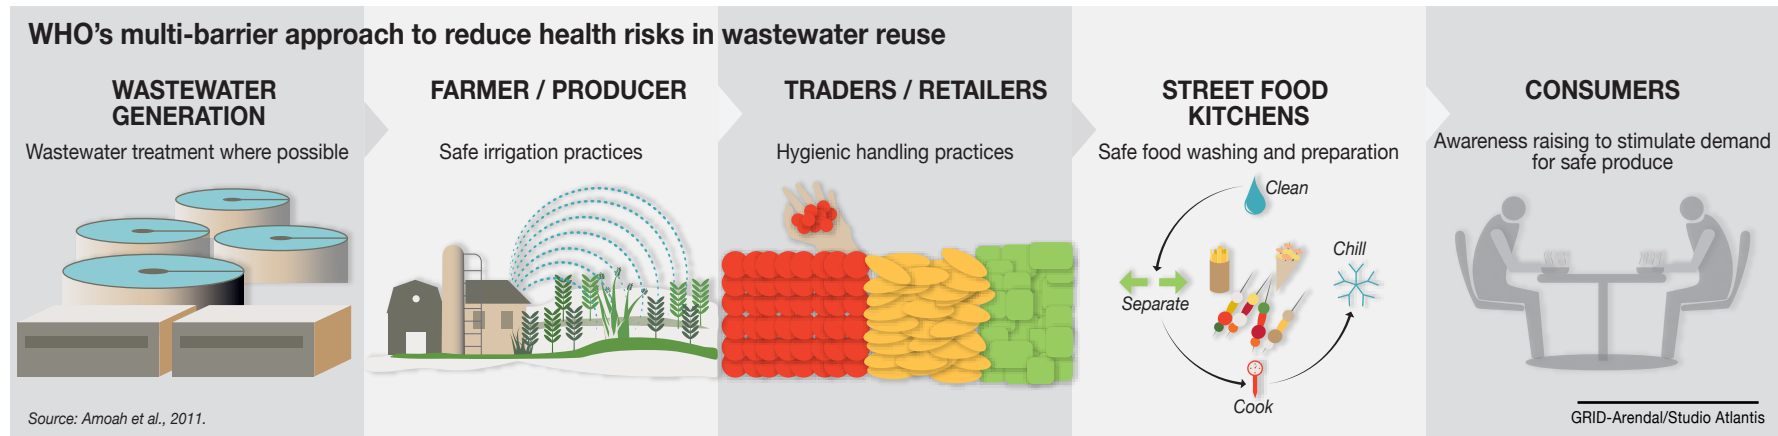 WHO's multi-barrier approach to reduce health risks in wastewater reuse
WASTEWATER
GENERATION
Wastewater treatment where possible
FARMER / PRODUCER
Safe irrigation practices
TRADERS / RETAILERS
Hygienic handling practices
STREET FOOD
KITCHENS
Safe food washing and preparation
Clean
Separate
Cook
Chill
CONSUMERS
Awareness raising to stimulate demand
for safe produce
Source: Amoah et al., 2011.
GRID-Arendal/Studio Atlantis